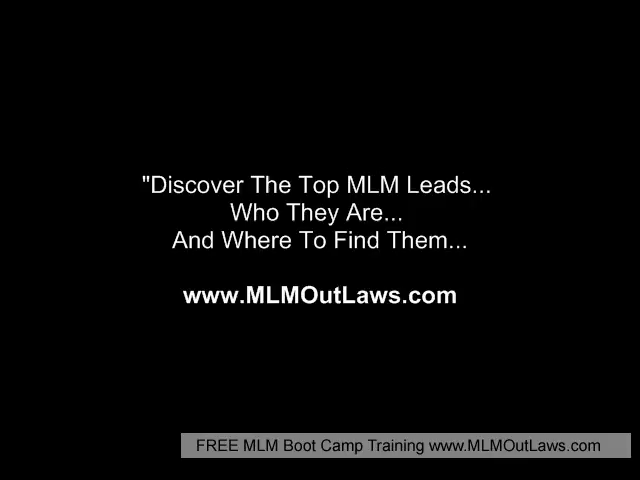 "Discover The Top MLM Leads...
Who They Are...
And Where To Find Them...
www.MLMOutLaws.com
FREE MLM Boot Camp Training www.MLMOutLaws.com